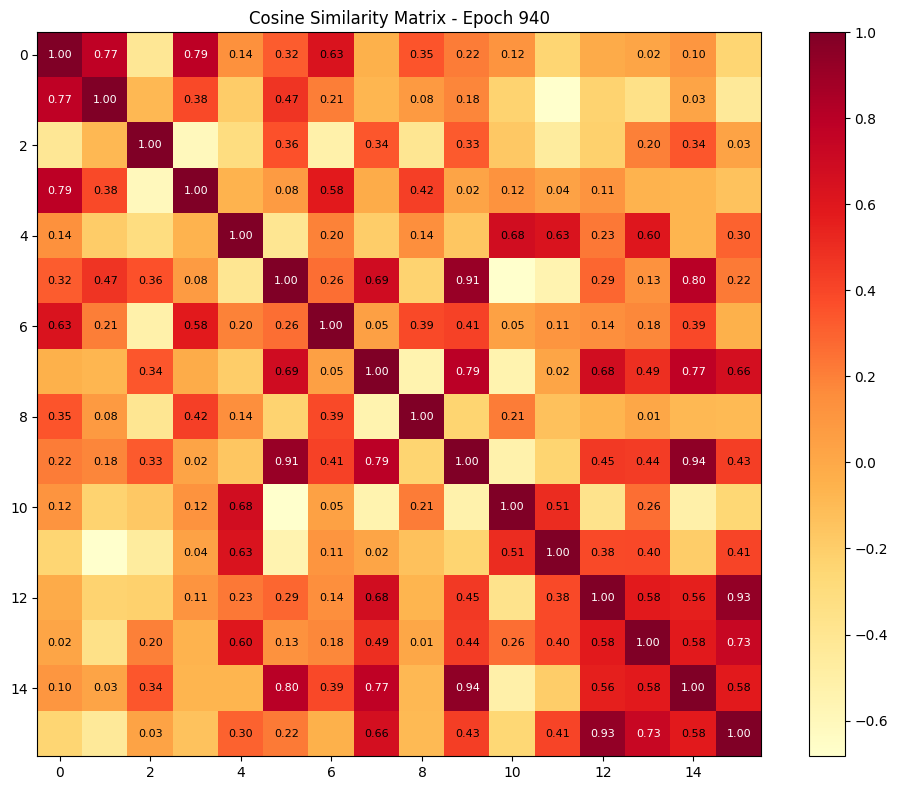 Cosine Similarity Matrix - Epoch 940
0 1.00 0.77 0.79 0.14 0.32 0.63 0.35 0.22 0.12 0.02 0.10
0.77 1.00 0.38 0.47 0.21 0.08 0.18 0.03
2 1.00 0.36 0.34 0.33 0.20 0.34 0.03
0.79 0.38 1.00 0.08 0.58 0.42 0.02 0.12 0.04 0.11
4 0.14 1.00 0.20 0.14 0.68 0.63 0.23 0.60 0.30
0.32 0.47 0.36 0.08 1.00 0.26 0.69 0.91 0.29 0.13 0.80 0.22
6 0.63 0.21 0.58 0.20 0.26 1.00 0.05 0.39 0.41 0.05 0.11 0.14 0.18 0.39
0.34 0.69 0.05 1.00 0.79 0.02 0.68 0.49 0.77 0.66
8 0.35 0.08 0.42 0.14 0.39 1.00 0.21 0.01
0.22 0.18 0.33 0.02 0.91 0.41 0.79 1.00 0.45 0.44 0.94 0.43
10 0.12 0.12 0.68 0.05 0.21 1.00 0.51 0.26
0.04 0.63 0.11 0.02 0.51 1.00 0.38 0.40 0.41
12 0.11 0.23 0.29 0.14 0.68 0.45 0.38 1.00 0.58 0.56 0.93
0.02 0.20 0.60 0.13 0.18 0.49 0.01 0.44 0.26 0.40 0.58 1.00 0.58 0.73
14 0.10 0.03 0.34 0.80 0.39 0.77 0.94 0.56 0.58 1.00 0.58
0.03 0.30 0.22 0.66 0.43 0.41 0.93 0.73 0.58 1.00
0 2 4 6 8 10 12 14
1.0
0.8
0.6
0.4
0.2
0.0
−0.2
−0.4
−0.6